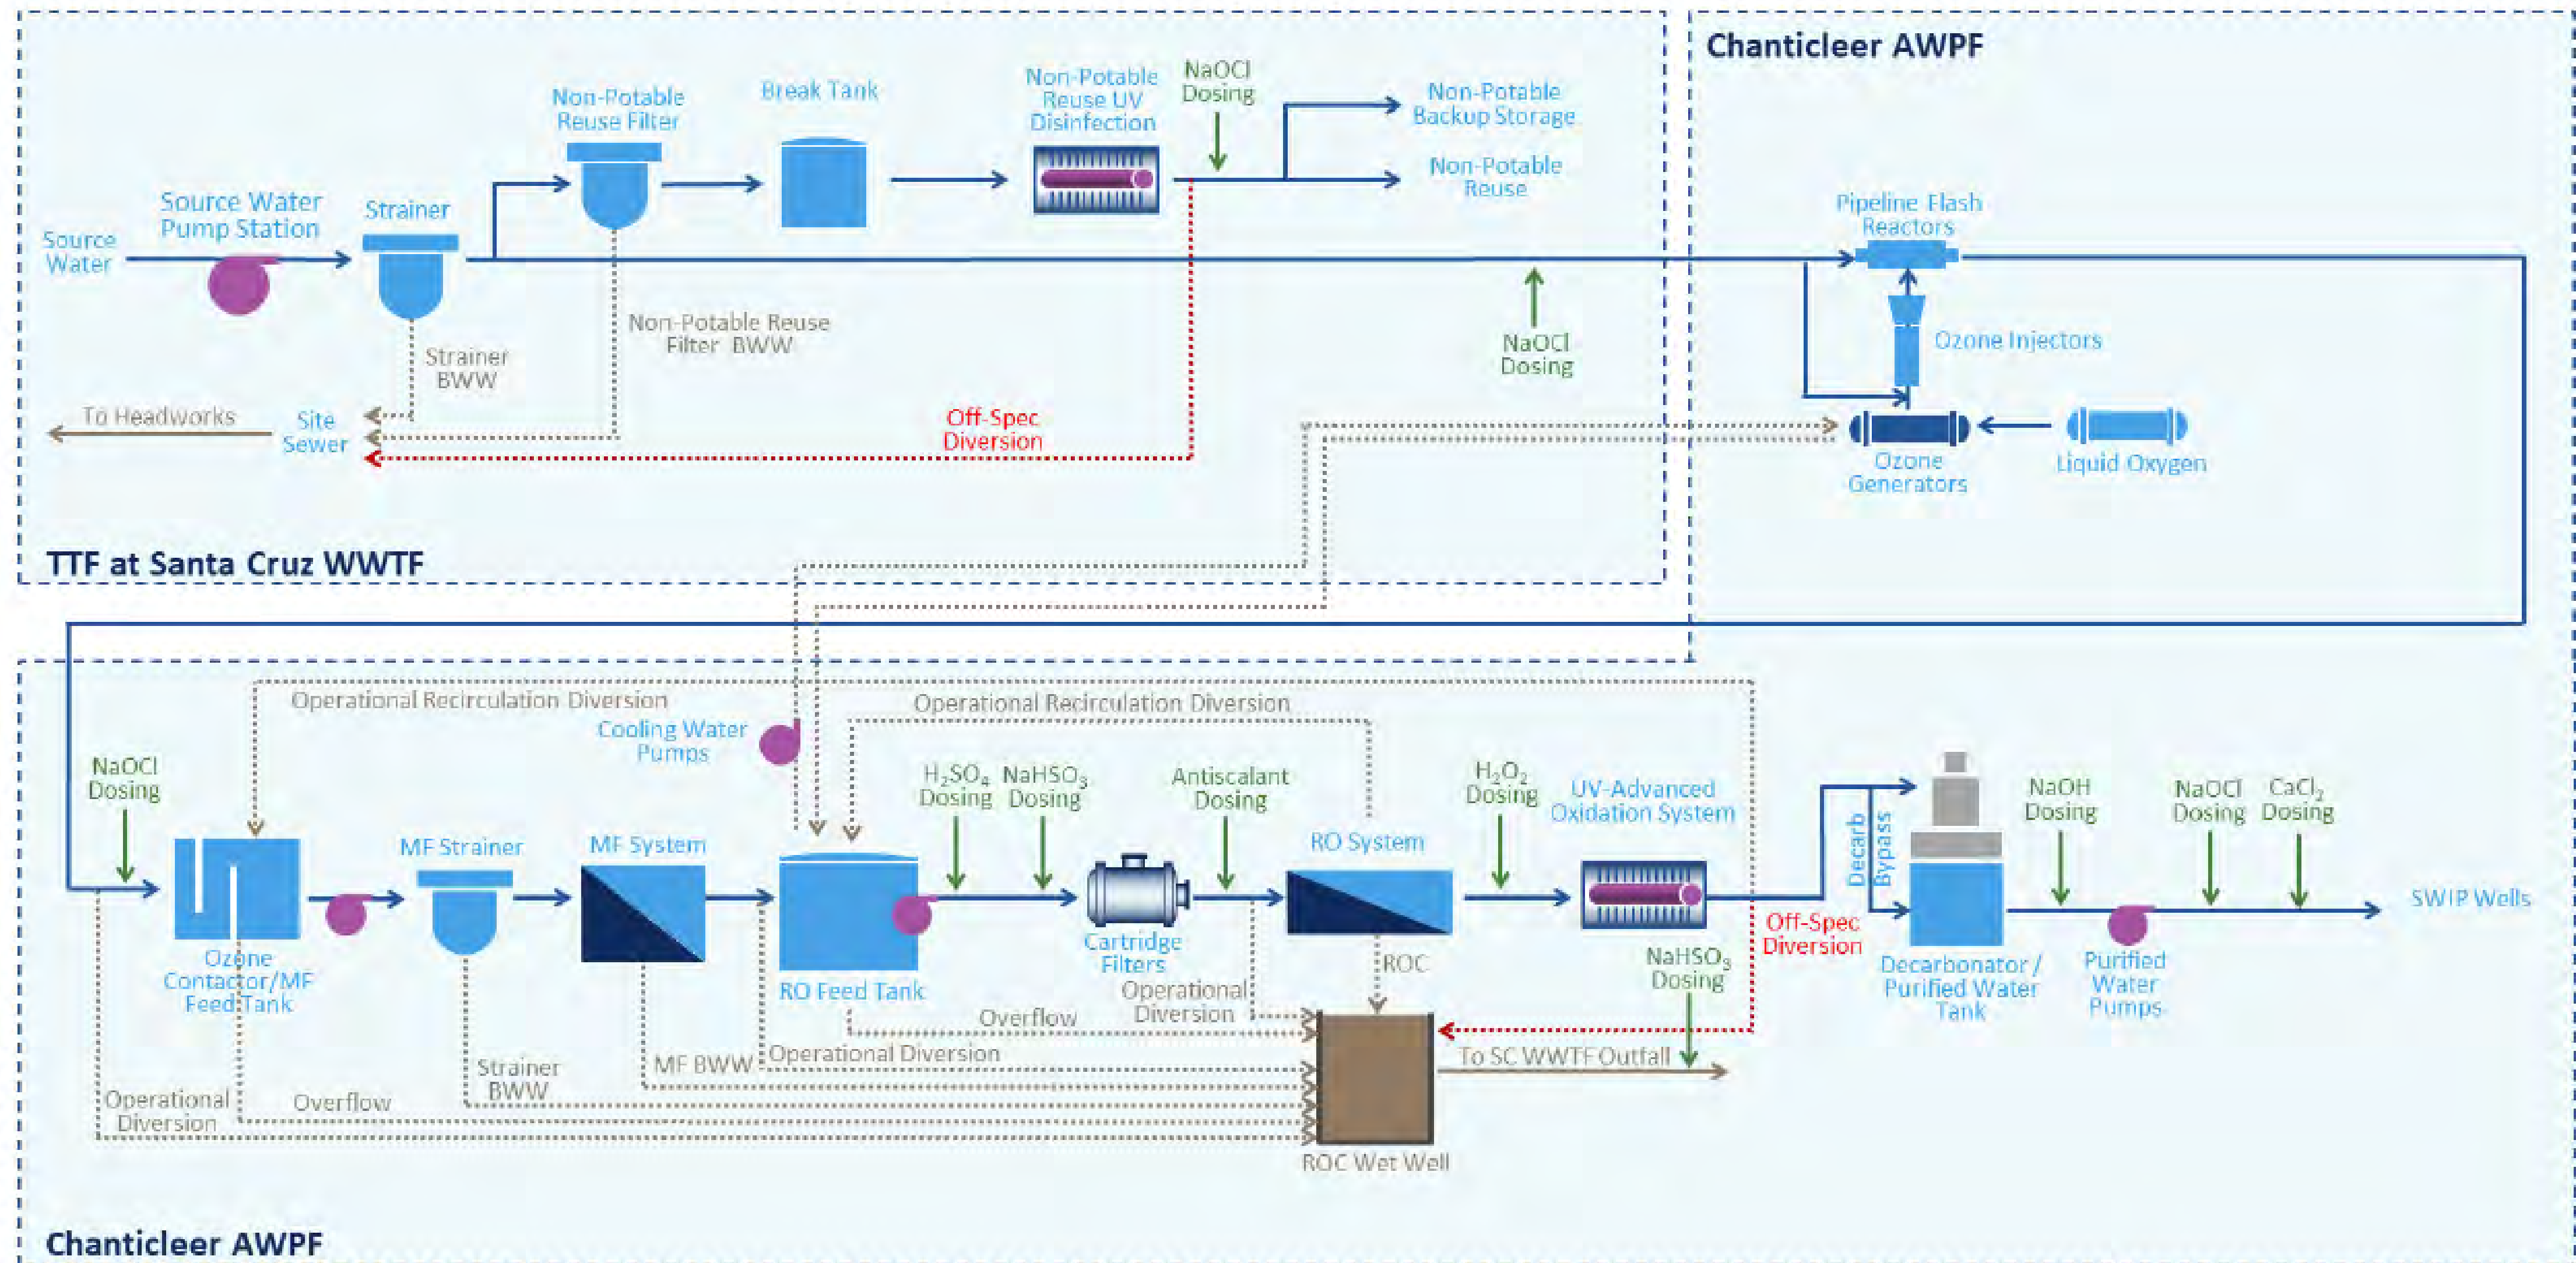 Chanticleer AWPF
Non-Potable
Reuse Filter
Break Tank
Non-Potable
Reuse UV
Disinfection
NaOCl
Dosing
Non-Potable
Backup Storage
Non-Potable
Reuse
Source
Water
Source Water
Pump Station
Strainer
Pipeline Flash
Reactors
Non-Potable Reuse
Filter BWW
Strainer
BWW
NaOCl
Dosing
Ozone Injectors
To Headworks
Site
Sewer
Off-Spec
Diversion
Ozone
Generators
Liquid Oxygen
TTF at Santa Cruz WWTF
Operational Recirculation Diversion
Operational Recirculation Diversion
Cooling Water
Pumps
NaOCl
Dosing
H₂SO₄
Dosing
NaHSO₃
Dosing
Antiscalant
Dosing
H₂O₂
Dosing
UV-Advanced
Oxidation System
Decarb
Bypass
NaOH
Dosing
NaOCl
Dosing
CaCl₂
Dosing
MF Strainer
MF System
RO System
SWIP Wells
Ozone
Contactor/MF
Feed Tank
RO Feed Tank
Cartridge
Filters
ROC
NaHSO₃
Dosing
Off-Spec
Diversion
Decarbonator /
Purified Water
Tank
Purified
Water
Pumps
Operational
Diversion
Overflow
Operational Diversion
MF BWW
Strainer
BWW
To SC WWTF Outfall
Operational
Diversion
Overflow
ROC Wet Well
Chanticleer AWPF